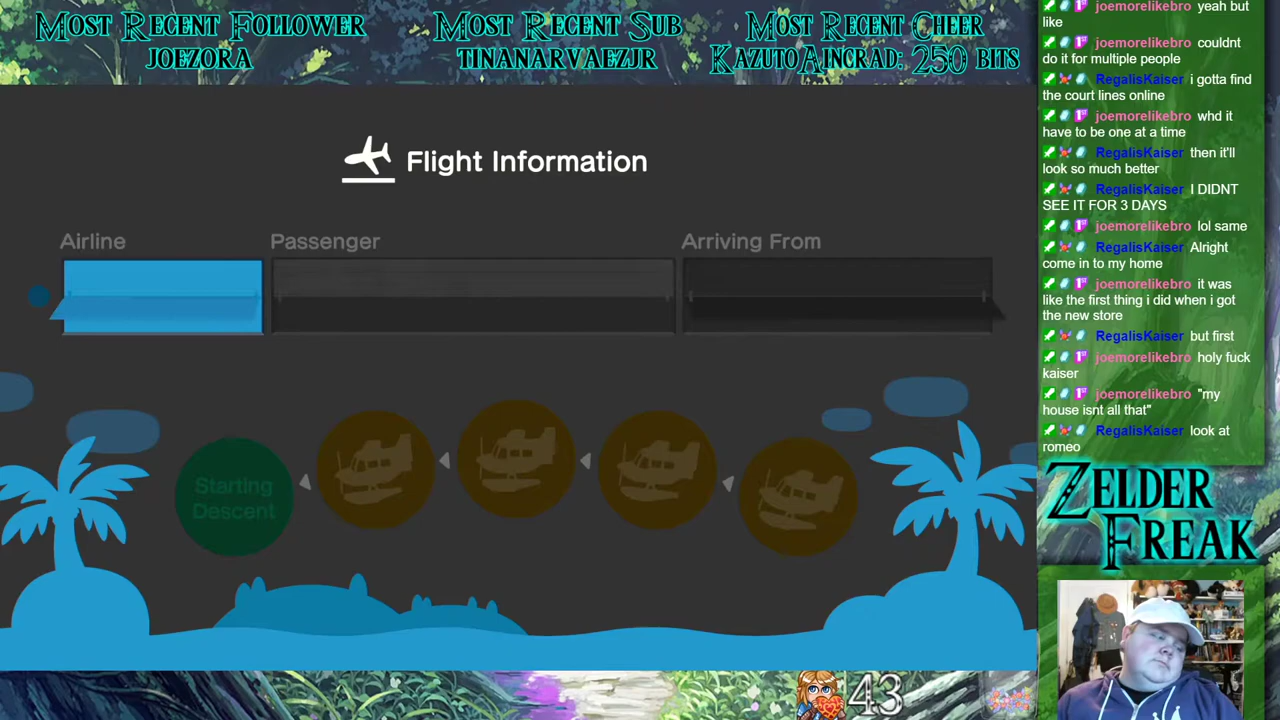 MOST RECENT FOLLOWER
JOEZORA
MOST RECENT SUB
TINANARVAEZJR
MOST RECENT CHEER
KAZUTOAINCRAD: 250 BITS
Flight Information
Airline
Passenger
Arriving From
Starting
Descent
joemorelikebro yeah but
like
joemorelikebro couldnt
do it for multiple people
RegalisKaiser i gotta find
the court lines online
joemorelikebro whd it
have to be one at a time
RegalisKaiser then it'll
look so much better
RegalisKaiser I DIDNT
SEE IT FOR 3 DAYS
joemorelikebro lol same
RegalisKaiser Alright
come in to my home
joemorelikebro it was
like the first thing i did when i got
the new store
RegalisKaiser but first
joemorelikebro holy fuck
kaiser
joemorelikebro "my
house isnt all that"
RegalisKaiser look at
romeo
ZELDER
FREAK
43